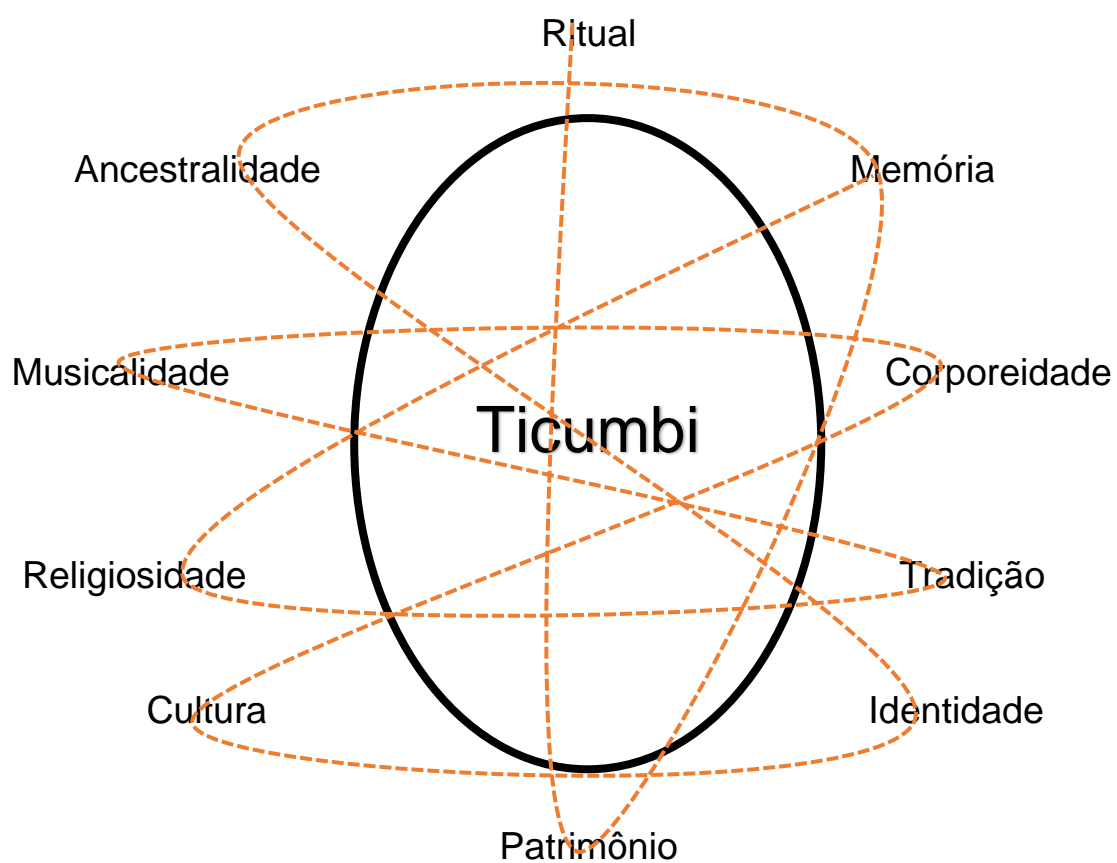 Ritual
Ancestralidade
Memória
Musicalidade
Corporeidade
Ticumbi
Religiosidade
Tradição
Cultura
Identidade
Patrimônio